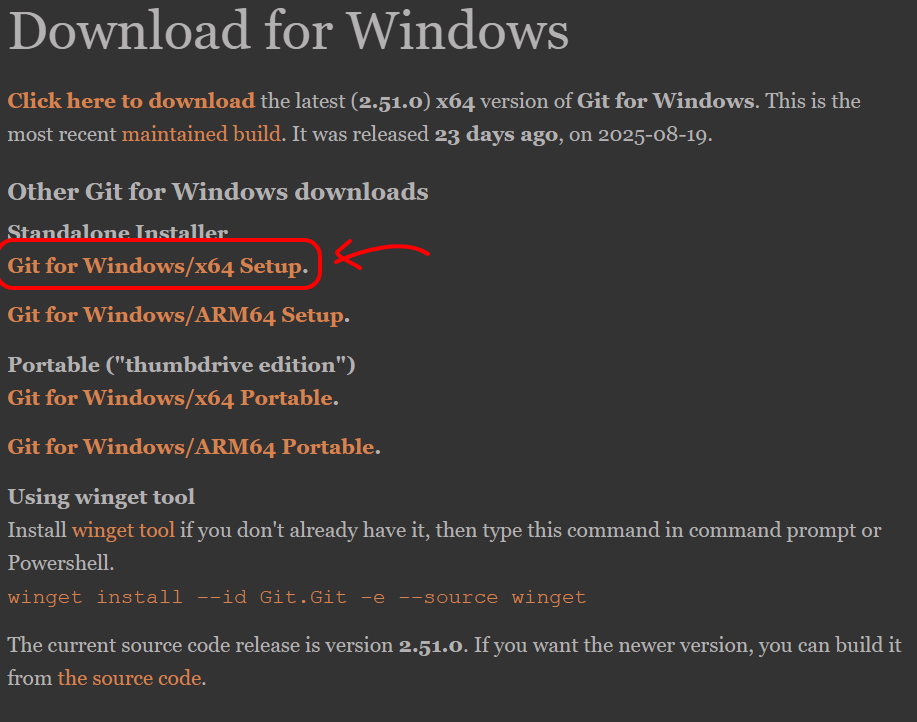 Download for Windows
Click here to download the latest (2.51.0) x64 version of Git for Windows. This is the
most recent maintained build. It was released 23 days ago, on 2025-08-19.
Other Git for Windows downloads
Standalone Installer
Git for Windows/x64 Setup.
Git for Windows/ARM64 Setup.
Portable ("thumbdrive edition")
Git for Windows/x64 Portable.
Git for Windows/ARM64 Portable.
Using winget tool
Install winget tool if you don't already have it, then type this command in command prompt or
Powershell.
winget install --id Git.Git -e --source winget
The current source code release is version 2.51.0. If you want the newer version, you can build it
from the source code.